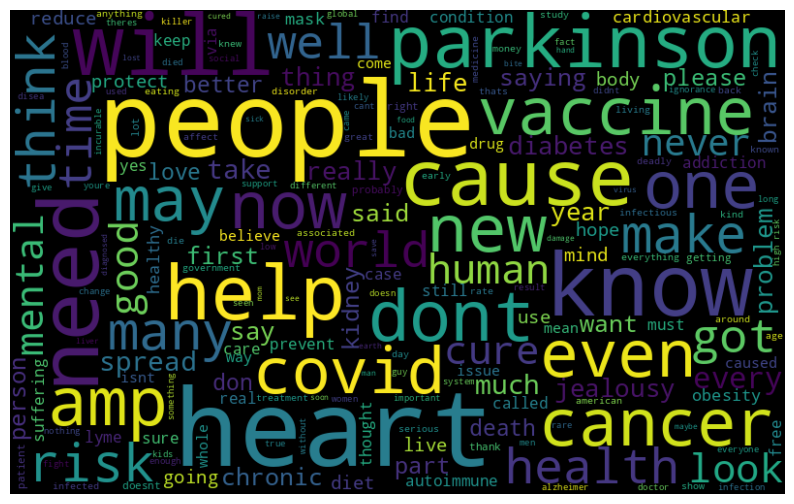 reduce anything theres killer cured raise global
will well mask find condition study cardiovascular parkinson
blood lost died knew social via keep come money fact hand bite check
think time protect better thing life saying body please medicine
eating disorder likely cant right thats didnt ignorance back
people vaccine never brain
incurable disea used lot affect sick came great bad drug diabetes living known
yes love take really food probably cause deadly addiction
give youre support different early virus one
need may now said new year infectious kind long
mental good believe associated human make hope problem
healthy die first world mind everything getting damage high risk
diagnosed change government low case doesn save still rate result
help dont know
many say kidney use mean want must got around age
seen mom see care prevent earth
suffering spread way covid day cure issue even caused every
person isnt don real guy man system much jealousy obesity
liver something treatment women important soon called american
amp heart cancer
nothing lyme sure whole true without thought live death thank men rare maybe everyone
patient fight kids enough part serious free
risk doesnt going chronic diet autoimmune health look
infected alzheimer doctor show infection